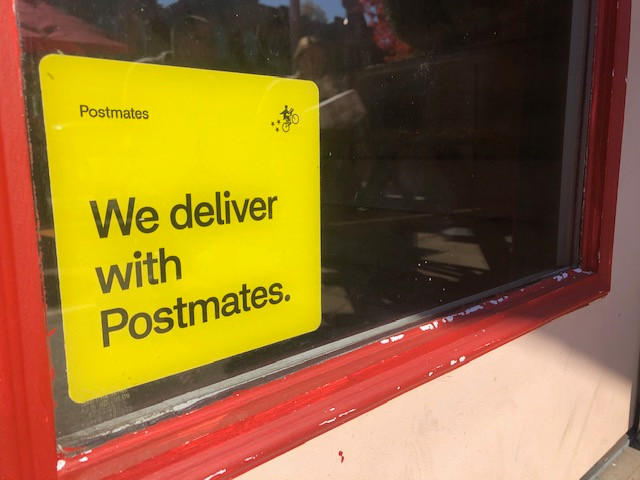 Postmates
We deliver
with
Postmates.